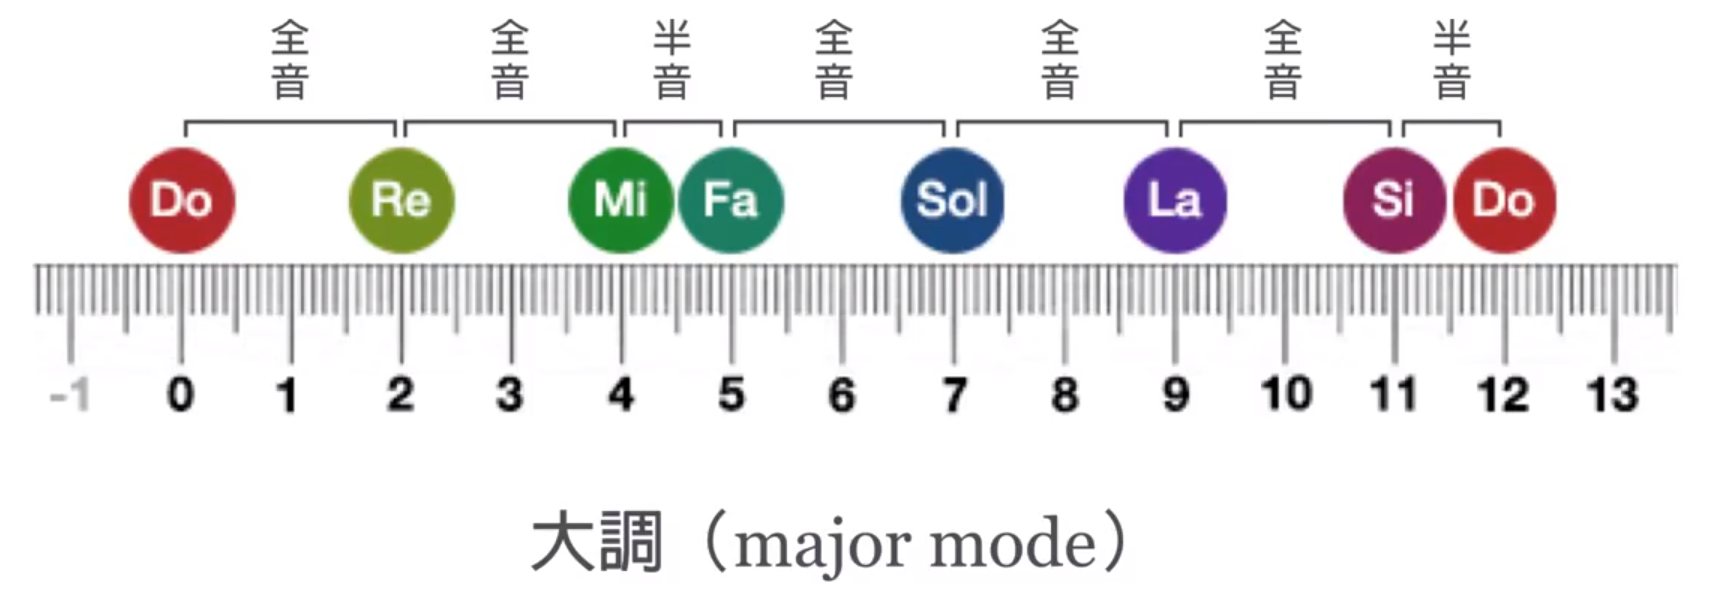 全音 全音 半音 全音 全音 全音 半音
Do Re Mi Fa Sol La Si Do
-1 0 1 2 3 4 5 6 7 8 9 10 11 12 13
大調（major mode）